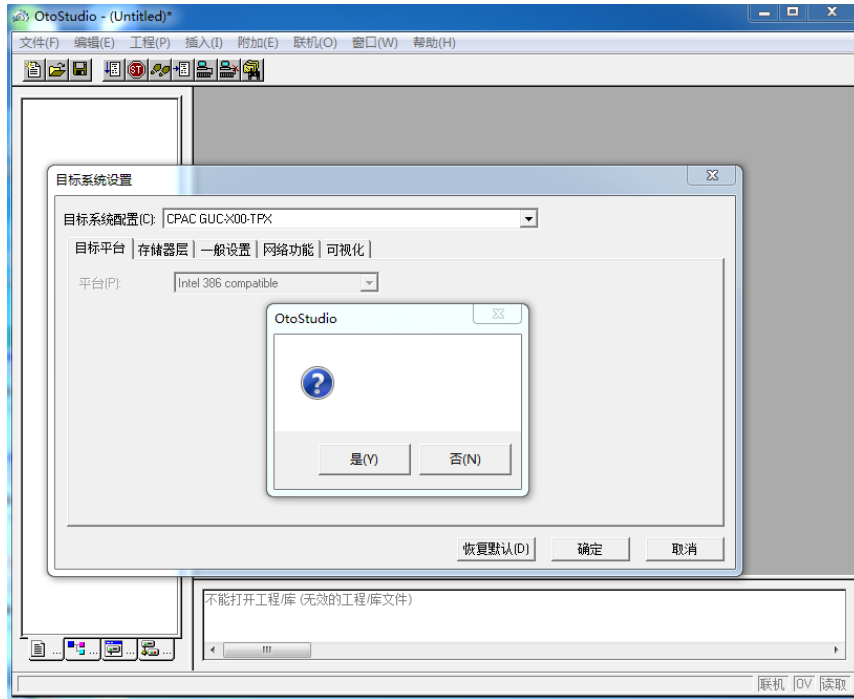 OtoStudio - (Untitled)*
文件(F) 编辑(E) 工程(P) 插入(I) 附加(E) 联机(O) 窗口(W) 帮助(H)
目标系统设置
目标系统配置(C): CPAC GUC-X00-TPX
目标平台 存储器层 一般设置 网络功能 可视化
平台(P): Intel 386 compatible
OtoStudio
是(Y) 否(N)
恢复默认(D) 确定 取消
不能打开工程/库 (无效的工程/库文件)
... ... ... ...
联机 OV 读取